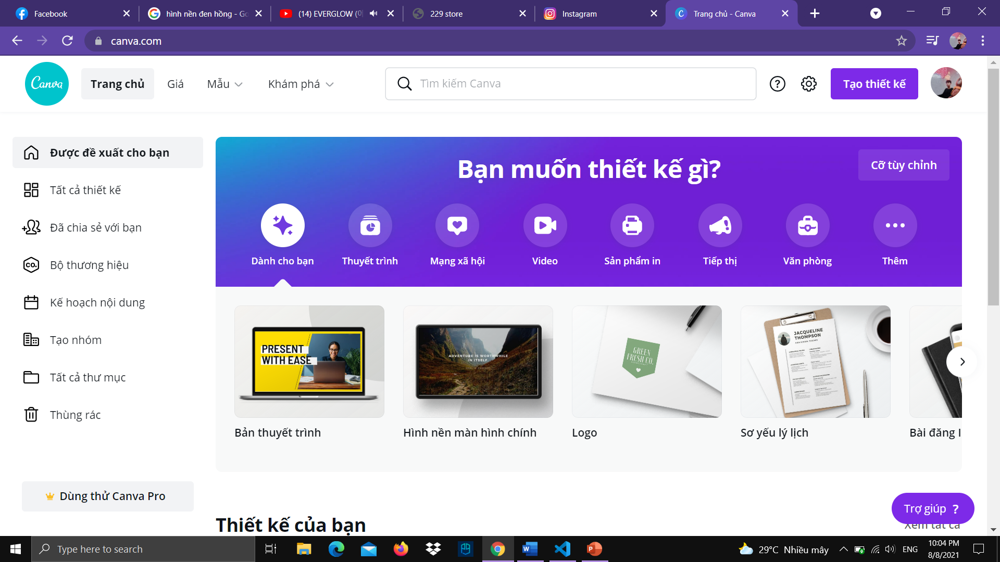 Facebook
hình nền đen hồng - Go
(14) EVERGLOW
229 store
Instagram
Trang chủ - Canva
canva.com
Canva
Trang chủ
Giá
Mẫu
Khám phá
Tìm kiếm Canva
Tạo thiết kế
Được đề xuất cho bạn
Tất cả thiết kế
Đã chia sẻ với bạn
Bộ thương hiệu
Kế hoạch nội dung
Tạo nhóm
Tất cả thư mục
Thùng rác
Dùng thử Canva Pro
Bạn muốn thiết kế gì?
Cỡ tùy chỉnh
Dành cho bạn
Thuyết trình
Mạng xã hội
Video
Sản phẩm in
Tiếp thị
Văn phòng
Thêm
PRESENT
WITH EASE
ADVENTURE IS WORTHWHILE
IN ITSELF.
GREEN
FRESH CO.
JACQUELINE
THOMPSON
Bản thuyết trình
Hình nền màn hình chính
Logo
Sơ yếu lý lịch
Bài đăng I
Thiết kế của bạn
Trợ giúp ?
Xem tất cả
Type here to search
29°C Nhiều mây
ENG
10:04 PM
8/8/2021